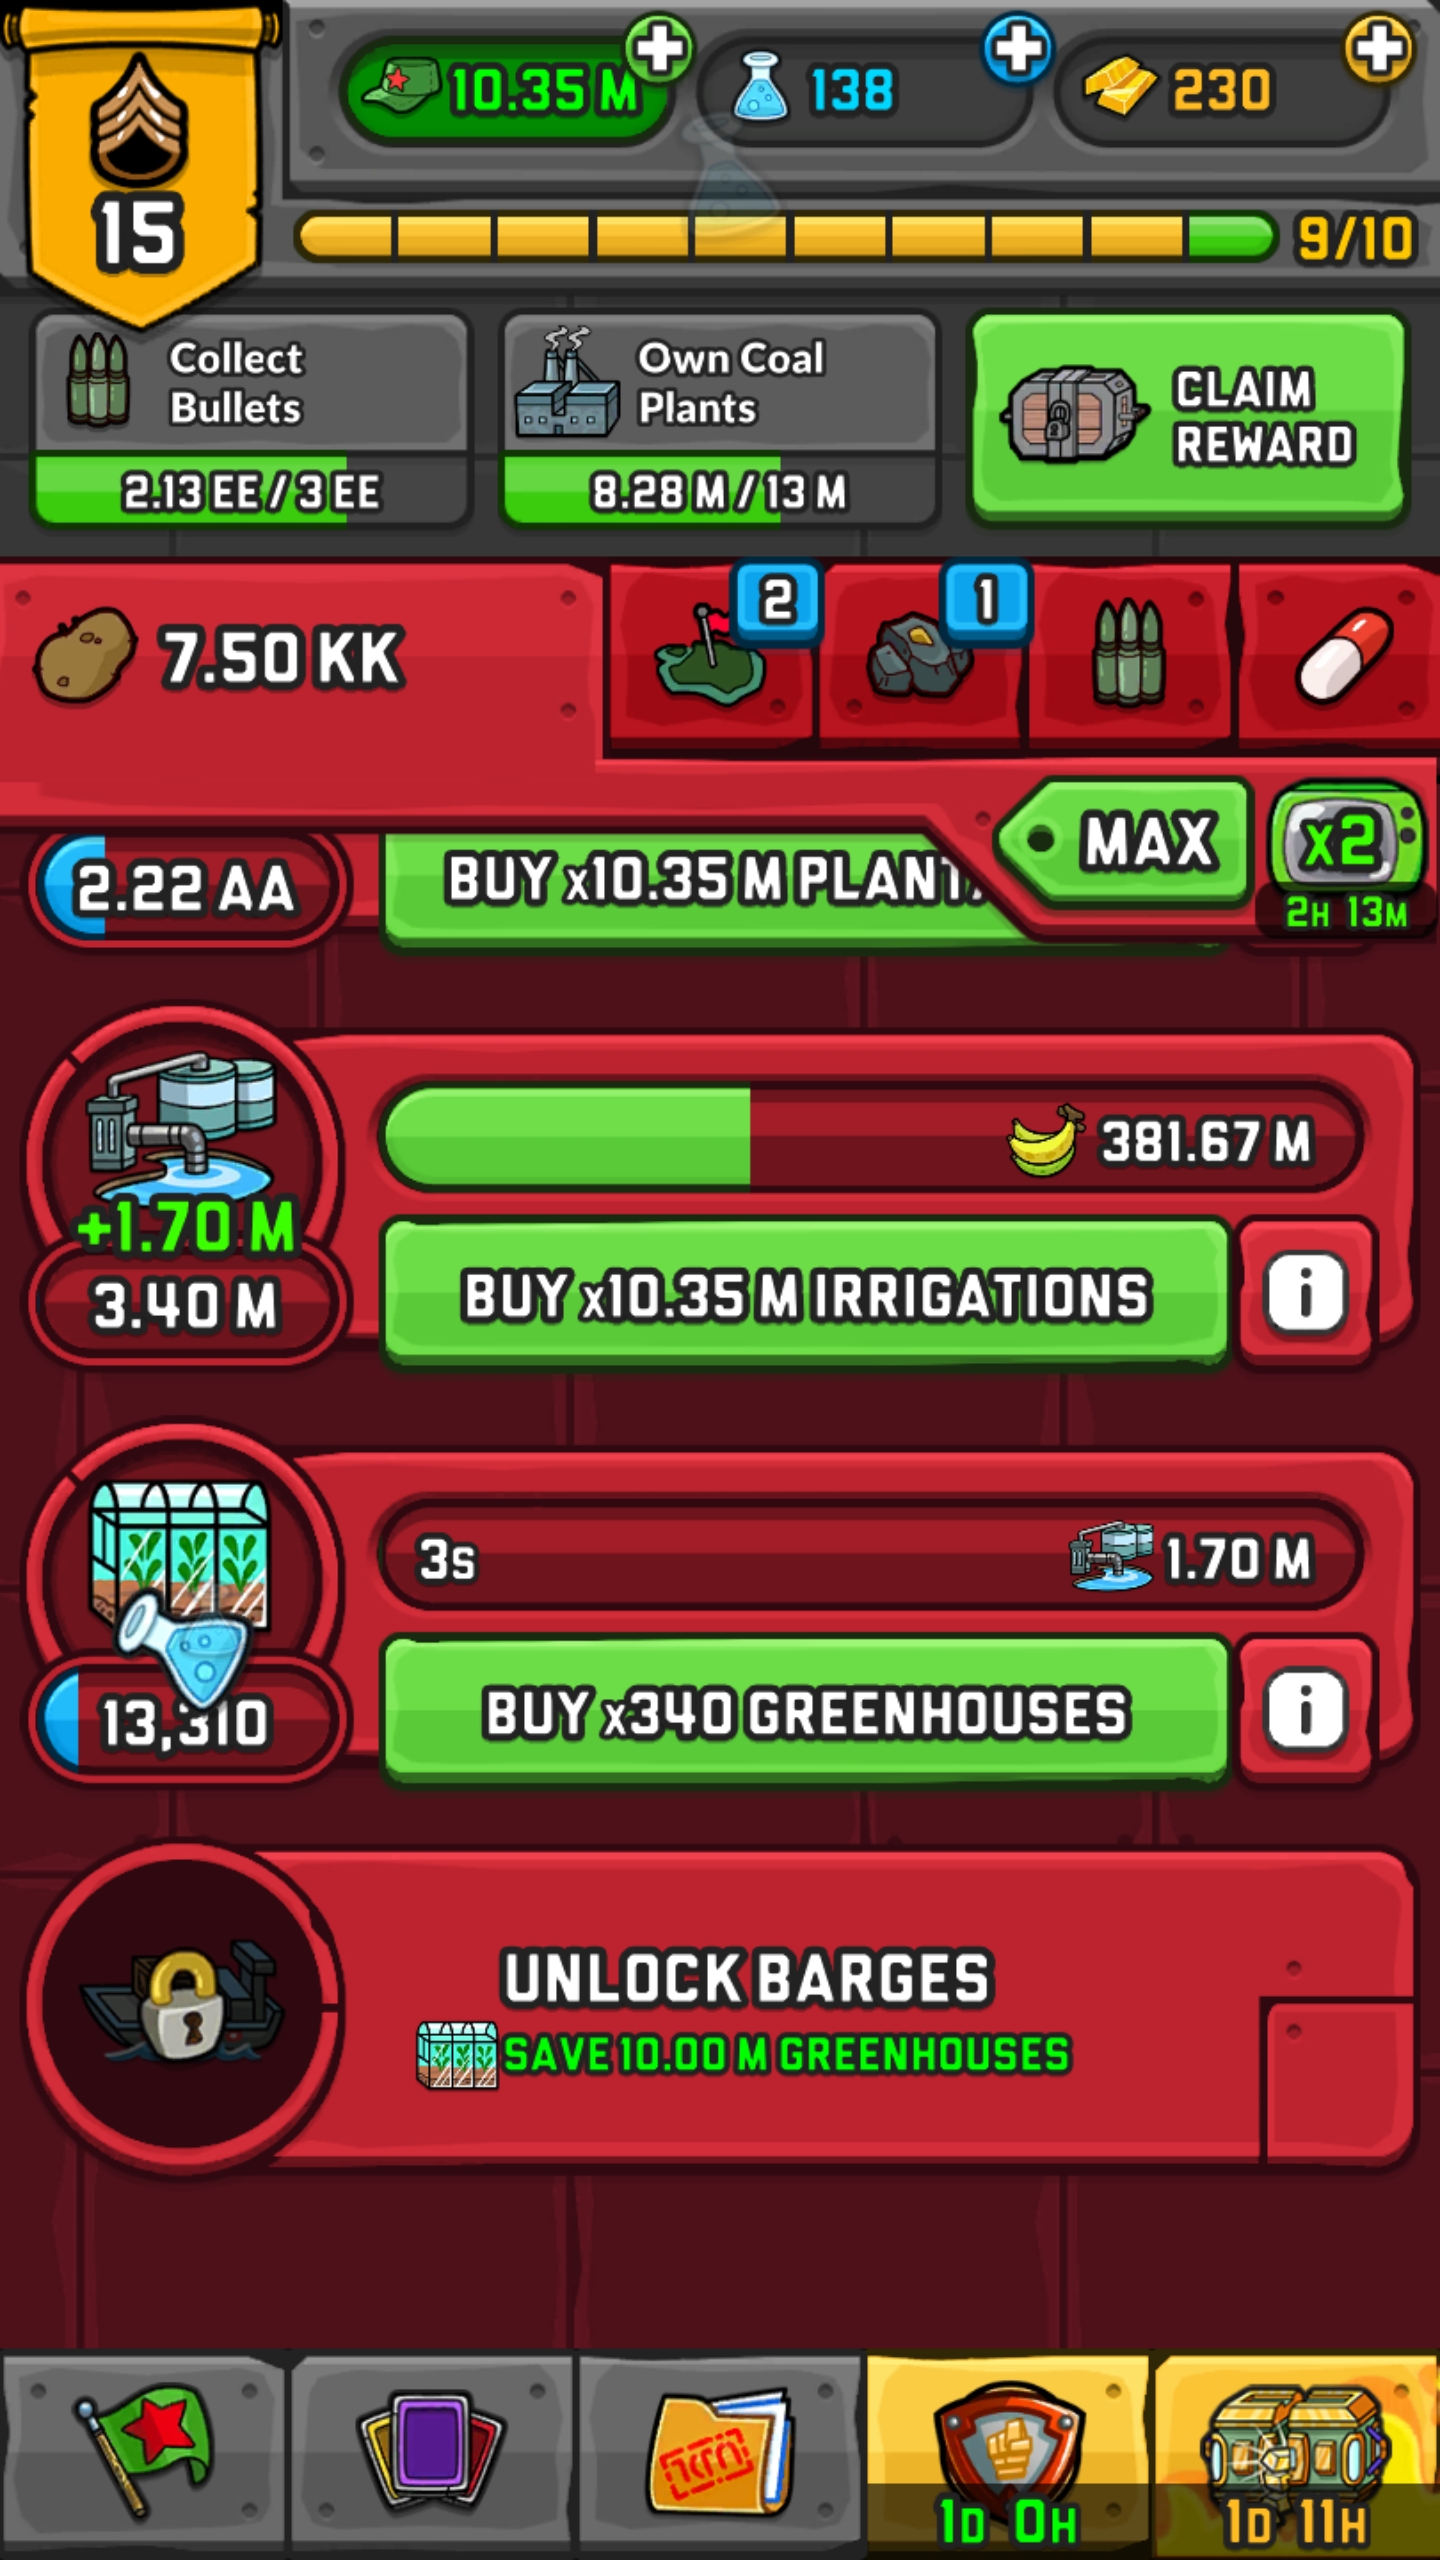 10.35 M
138
230
15
9/10
Collect
Bullets
2.13 EE / 3 EE
Own Coal
Plants
8.28 M / 13 M
CLAIM
REWARD
7.50 KK
2
1
MAX
x2
2H 13M
2.22 AA
BUY x10.35 M
381.67 M
+1.70 M
3.40 M
BUY x10.35 M IRRIGATIONS
i
3s
1.70 M
13,310
BUY x340 GREENHOUSES
i
UNLOCK BARGES
SAVE 10.00 M GREENHOUSES
1D 0H
1D 11H